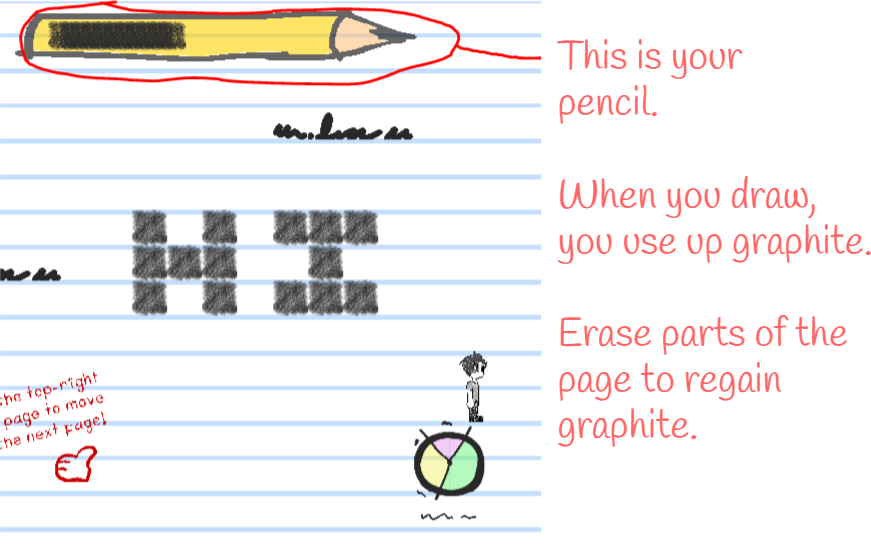 This is your
pencil.
When you draw,
you use up graphite.
HI
Erase parts of the
page to regain
graphite.
the top-right
page to move
the next page!